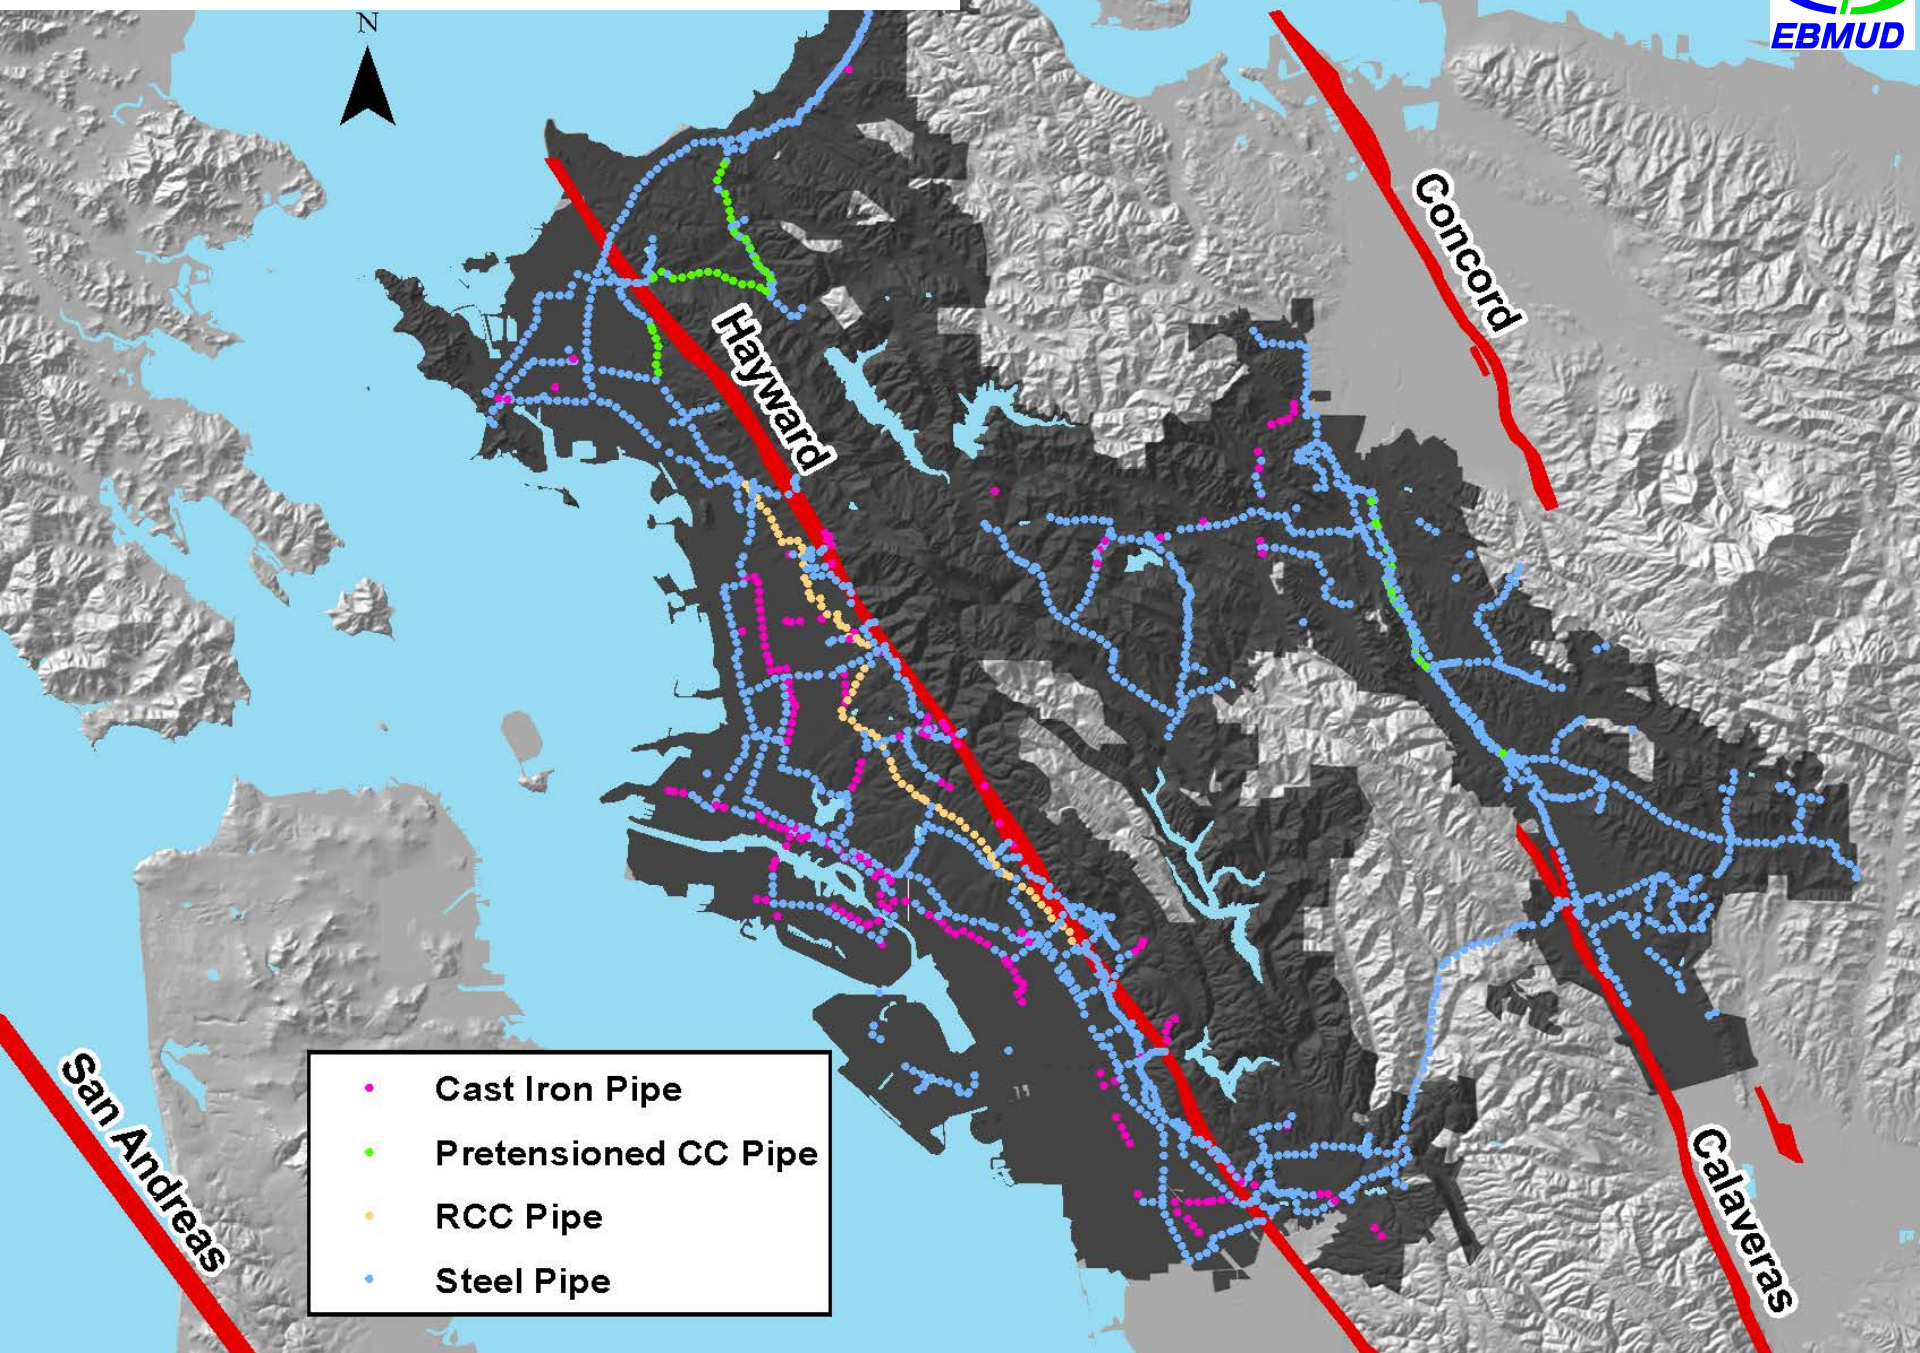 N
EBMUD
Concord
Hayward
San Andreas
Calaveras
Cast Iron Pipe
Pretensioned CC Pipe
RCC Pipe
Steel Pipe